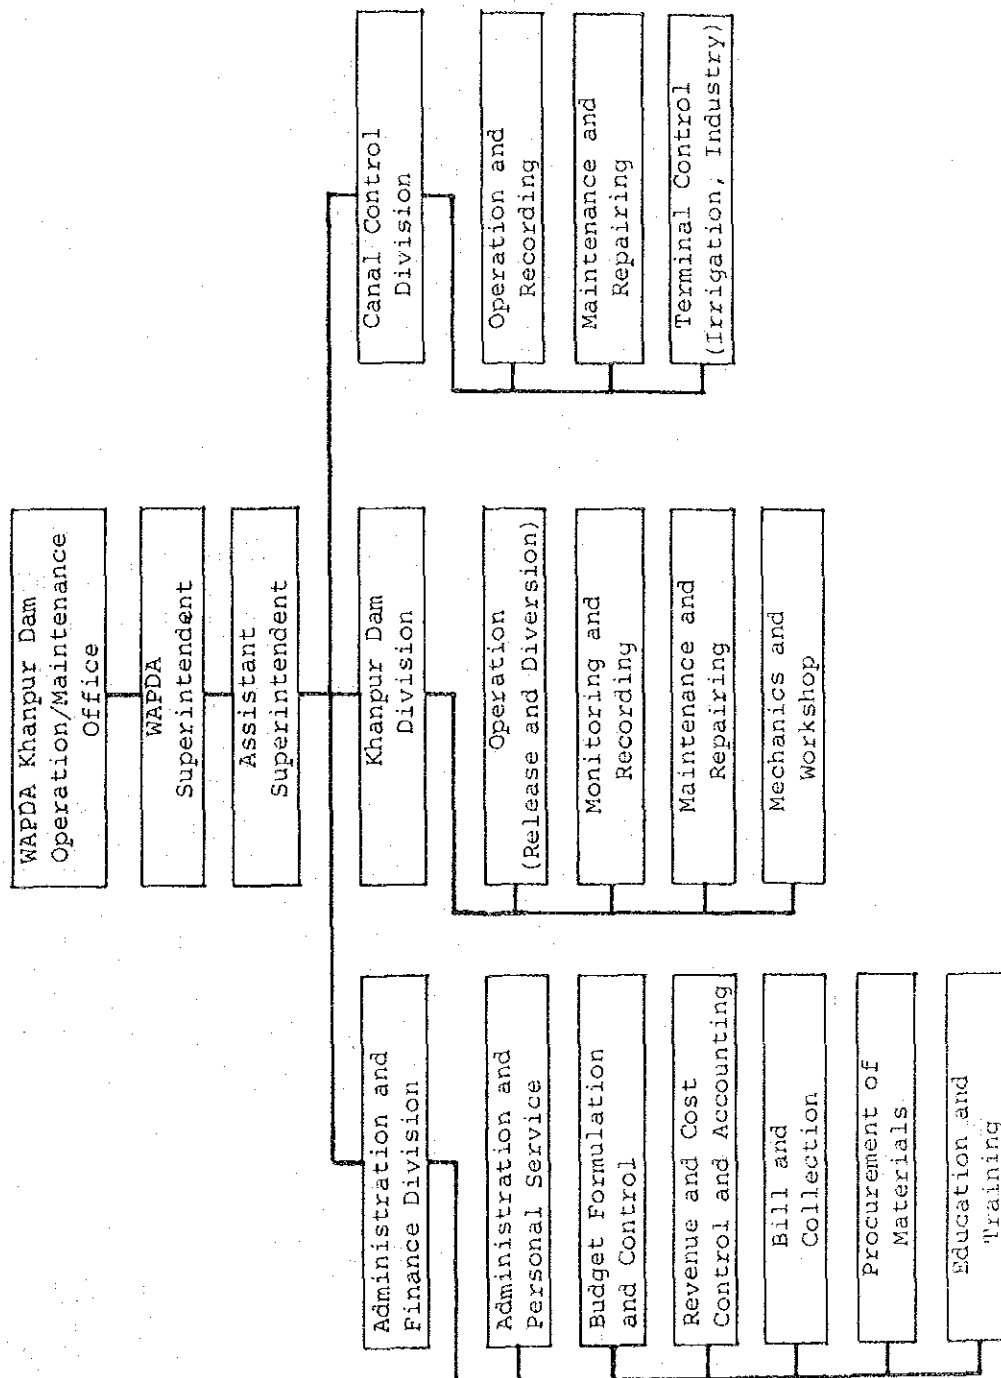 WAPDA Khanpur Dam
Operation/Maintenance
Office
WAPDA
Superintendent
Assistant
Superintendent
Administration and
Finance Division
Administration and
Personal Service
Budget Formulation
and Control
Revenue and Cost
Control and Accounting
Bill and
Collection
Procurement of
Materials
Education and
Training
Khanpur Dam
Division
Operation
(Release and Diversion)
Monitoring and
Recording
Maintenance and
Repairing
Mechanics and
Workshop
Canal Control
Division
Operation and
Recording
Maintenance and
Repairing
Terminal Control
(Irrigation, Industry)